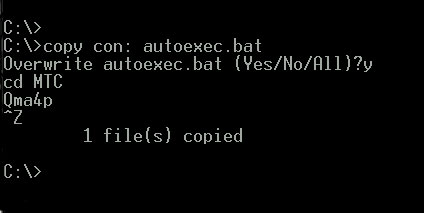 C:\>
C:\>copy con: autoexec.bat
Overwrite autoexec.bat (Yes/No/All)?y
cd MTC
Qma4p
^Z
        1 file(s) copied
C:\>